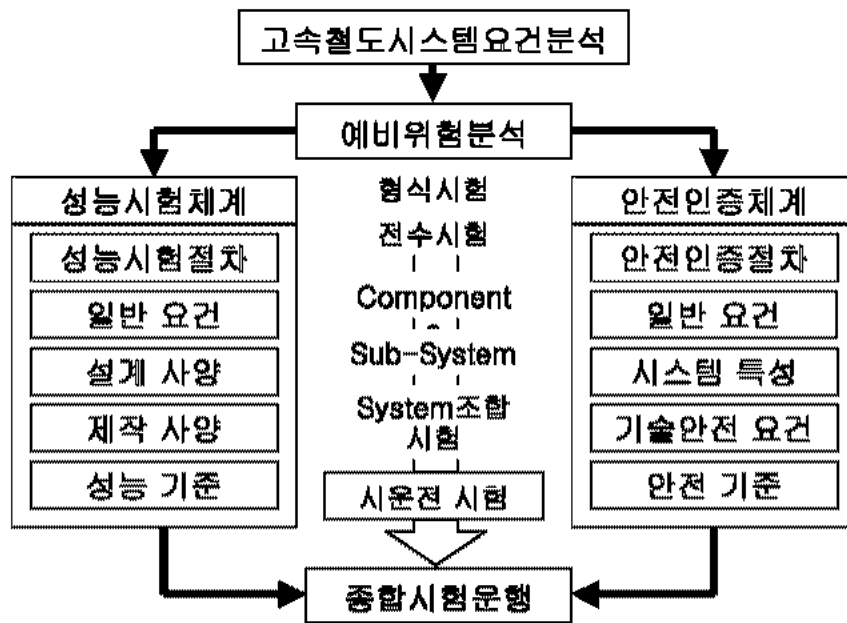 고속철도시스템요건분석
예비위험분석
성능시험체계
성능시험절차
일반 요건
설계 사양
제작 사양
성능 기준
형식시험
전수시험
Component
Sub-System
System조합
시험
시운전 시험
안전인증체계
안전인증절차
일반 요건
시스템 특성
기술안전 요건
안전 기준
종합시험운행